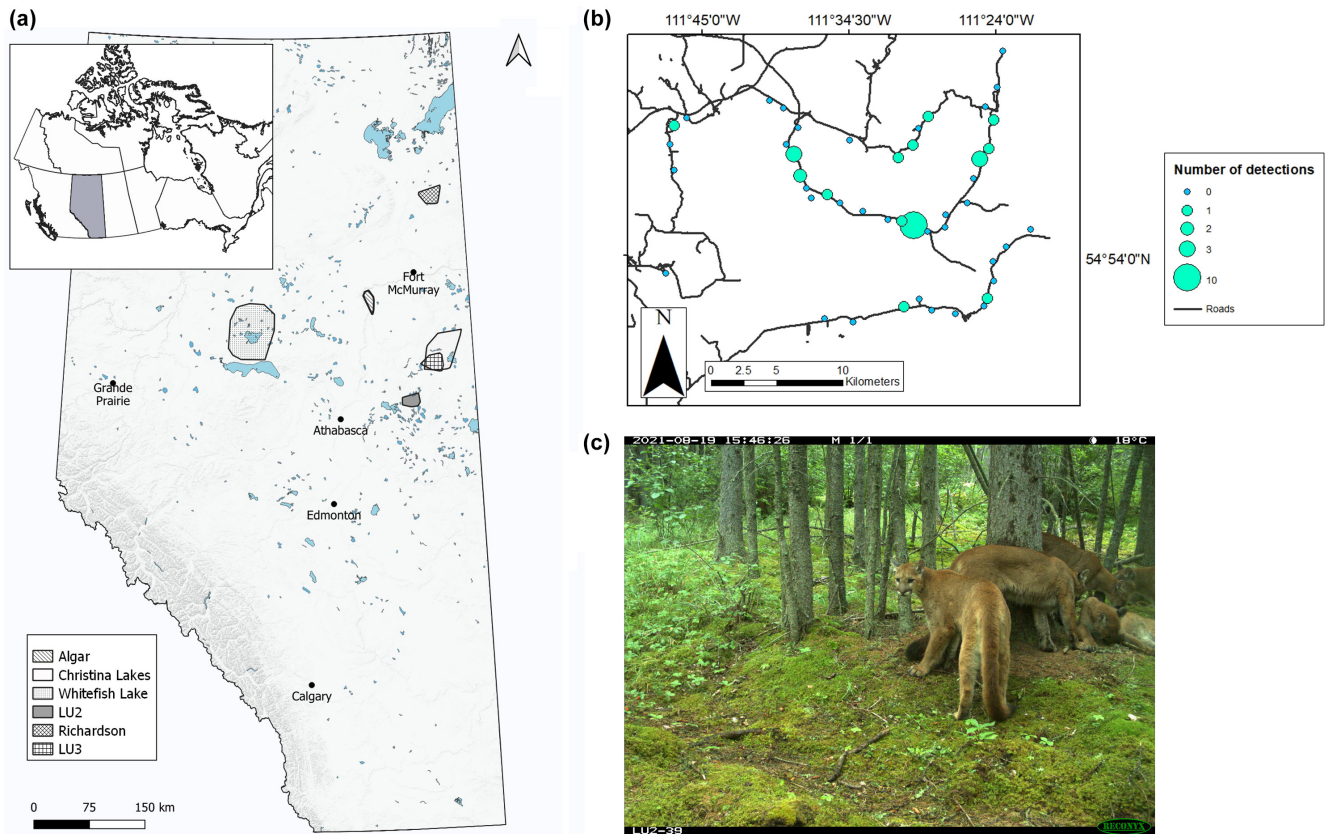 (a)
Fort
McMurray
Grande
Prairie
Athabasca
Edmonton
Calgary
Algar
Christina Lakes
Whitefish Lake
LU2
Richardson
LU3
0 75 150 km
(b)
111°45'0"W 111°34'30"W 111°24'0"W
54°54'0"N
N
0 2.5 5 10
Kilometers
Number of detections
0
1
2
3
10
Roads
(c)
2021-08-19 15:46:26 M 1/1 18°C
LU2-39 RECONYX